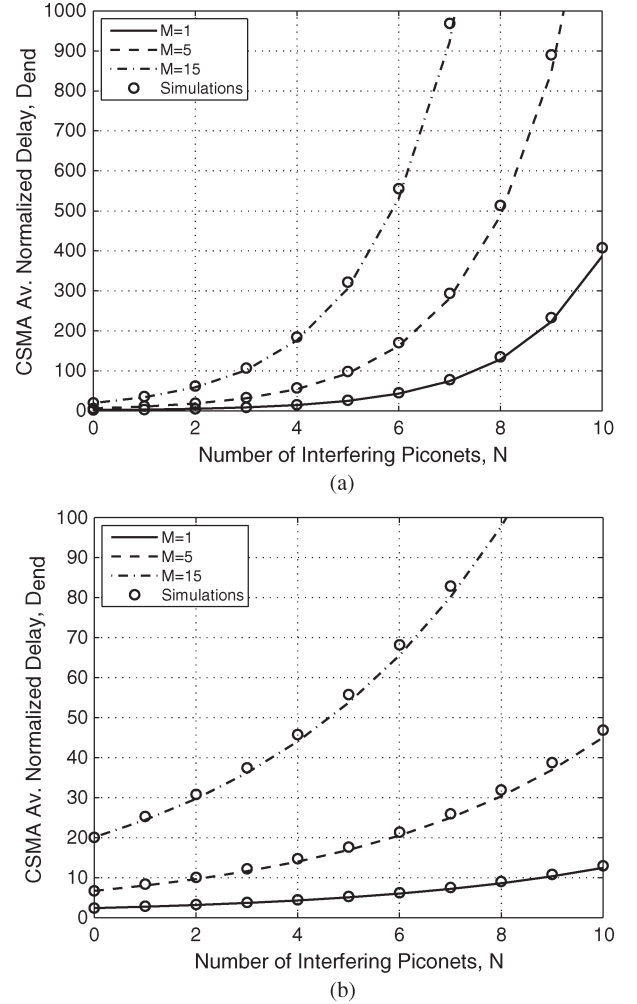 1000
900
800
700
600
500
400
300
200
100
0
CSMA Av. Normalized Delay, Dend
M=1
M=5
M=15
Simulations
0 2 4 6 8 10
Number of Interfering Piconets, N
(a)
100
90
80
70
60
50
40
30
20
10
0
CSMA Av. Normalized Delay, Dend
M=1
M=5
M=15
Simulations
0 2 4 6 8 10
Number of Interfering Piconets, N
(b)